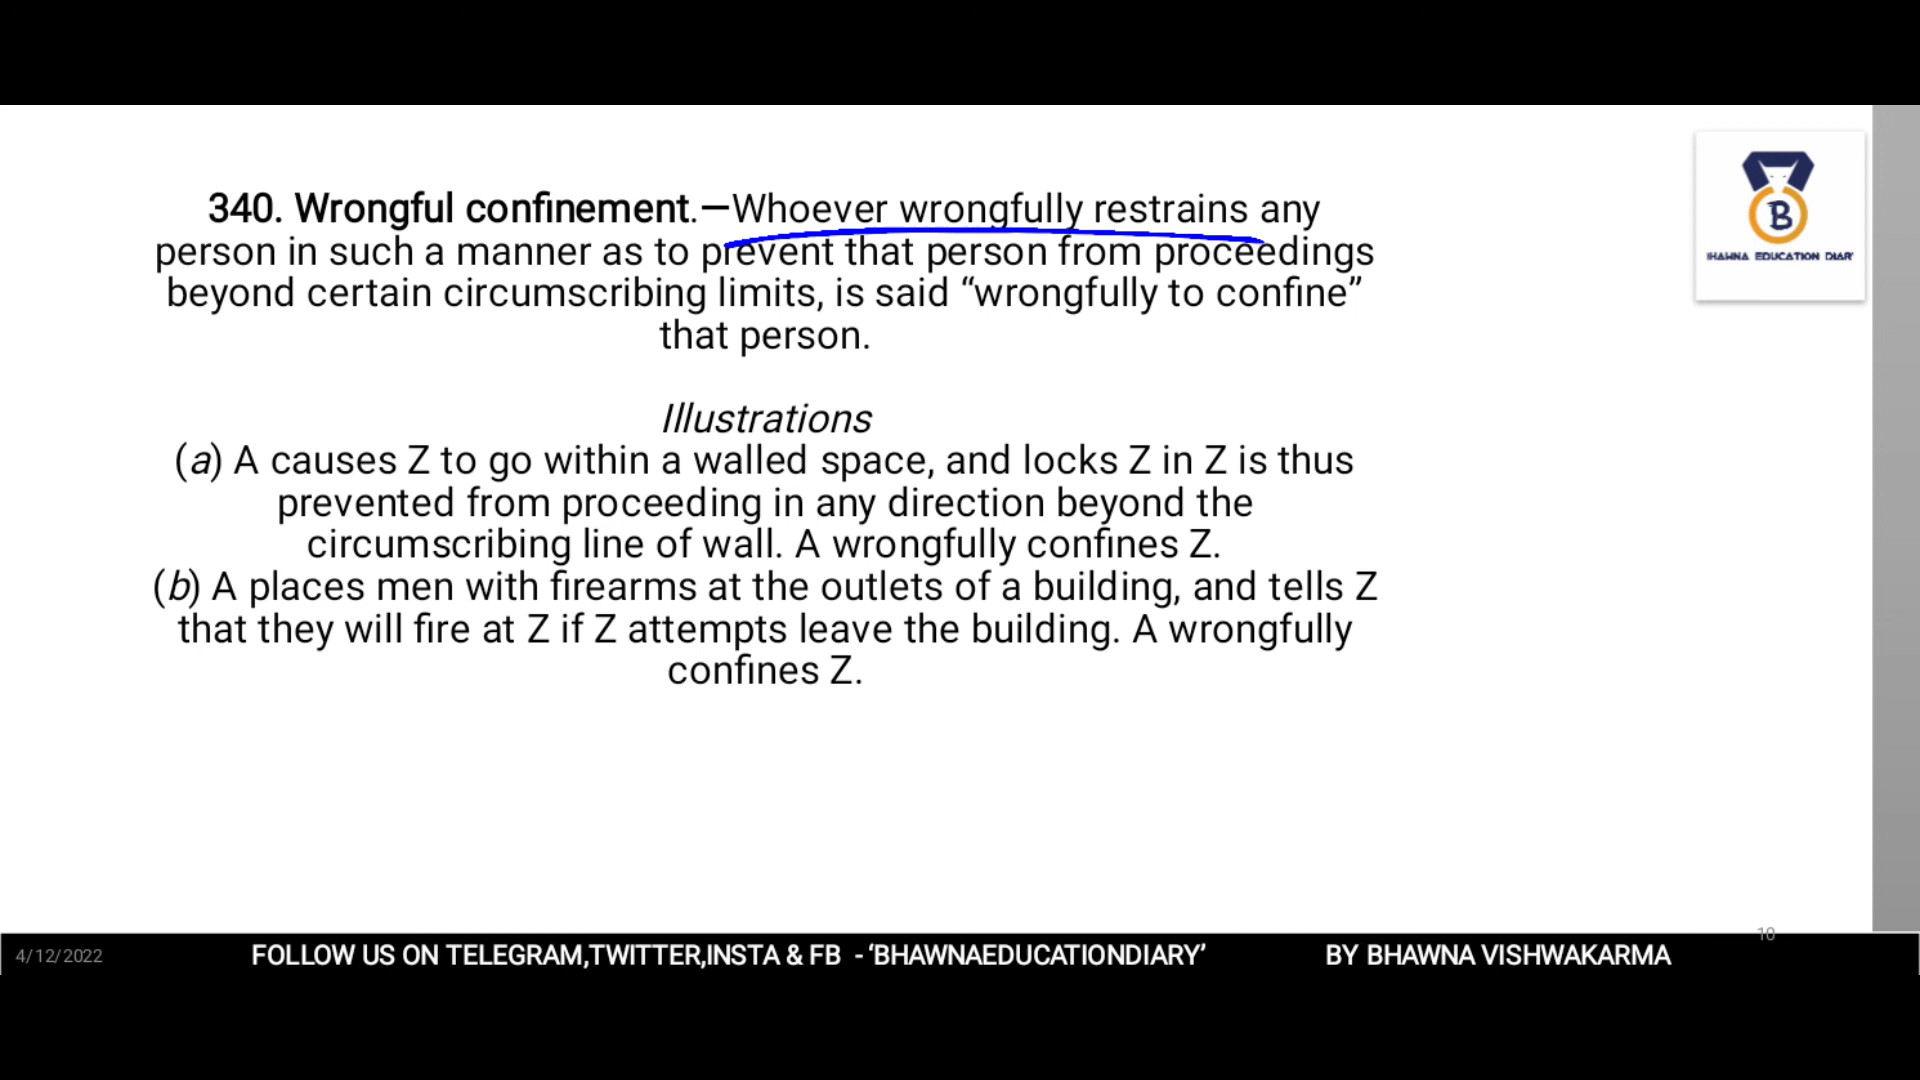 340. Wrongful confinement.—Whoever wrongfully restrains any
person in such a manner as to prevent that person from proceedings
beyond certain circumscribing limits, is said “wrongfully to confine”
that person.
Illustrations
(a) A causes Z to go within a walled space, and locks Z in Z is thus
prevented from proceeding in any direction beyond the
circumscribing line of wall. A wrongfully confines Z.
(b) A places men with firearms at the outlets of a building, and tells Z
that they will fire at Z if Z attempts leave the building. A wrongfully
confines Z.
B
HAWNA EDUCATION DIAR
10
4/12/2022
FOLLOW US ON TELEGRAM,TWITTER,INSTA & FB - ‘BHAWNAEDUCATIONDIARY’
BY BHAWNA VISHWAKARMA